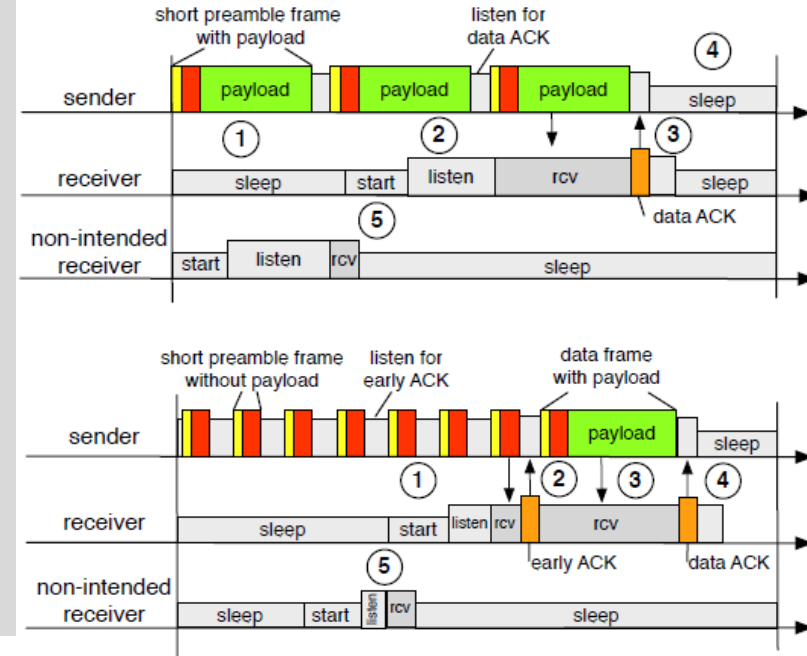 short preamble frame
with payload
listen for
data ACK
4
sender
payload
payload
payload
sleep
1
2
3
receiver
sleep
start
listen
rcv
sleep
data ACK
5
non-intended
receiver
start
listen
rcv
sleep
short preamble frame
without payload
listen for
early ACK
data frame
with payload
sender
payload
sleep
1
2
3
4
receiver
sleep
start
listen
rcv
rcv
early ACK
data ACK
5
non-intended
receiver
sleep
start
listen
rcv
sleep